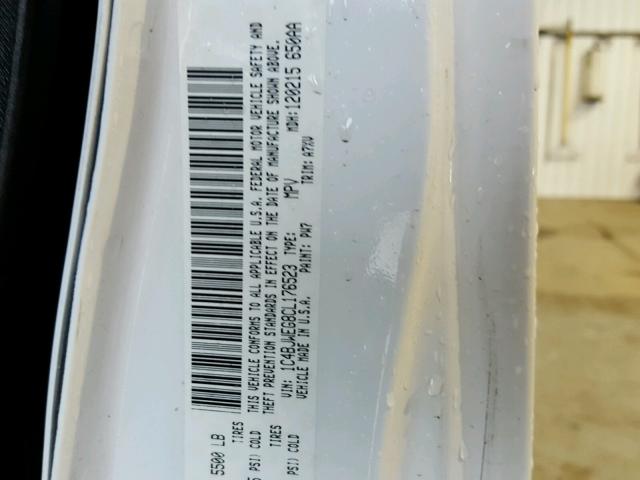 5500 LB
TIRES
PSI) COLD
TIRES
PSI) COLD
THIS VEHICLE CONFORMS TO ALL APPLICABLE U.S.A. FEDERAL MOTOR VEHICLE SAFETY AND
THEFT PREVENTION STANDARDS IN EFFECT ON THE DATE OF MANUFACTURE SHOWN ABOVE.
VIN: 1C4BJWEG8CL176523 TYPE: MPV MDH: 120215 650AA
VEHICLE MADE IN U.S.A. PAINT: PW7 TRIM: A7XV